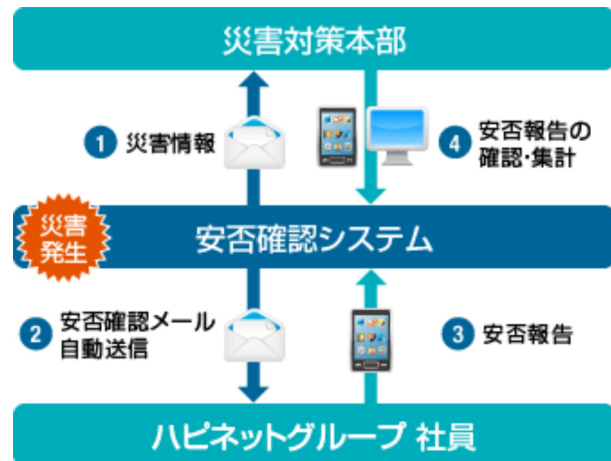 災害対策本部
1 災害情報
4 安否報告の
確認・集計
災害
発生
安否確認システム
2 安否確認メール
自動送信
3 安否報告
ハピネットグループ 社員